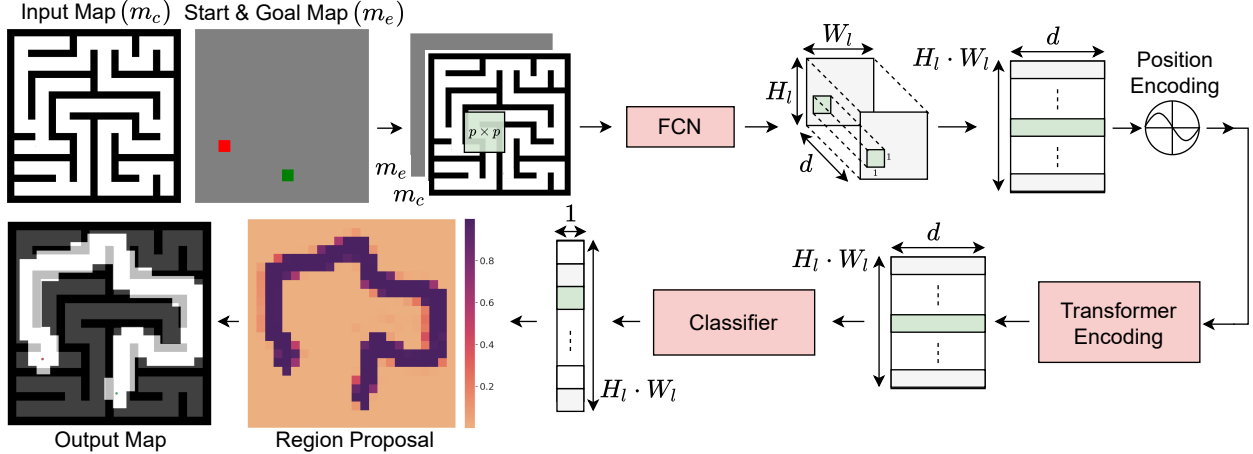 Input Map (m_c)
Start & Goal Map (m_e)
p × p
m_e
m_c
FCN
W_l
H_l
d
1
1
d
H_l · W_l
Position
Encoding
Output Map
Region Proposal
0.8
0.6
0.4
0.2
1
H_l · W_l
Classifier
d
H_l · W_l
Transformer
Encoding